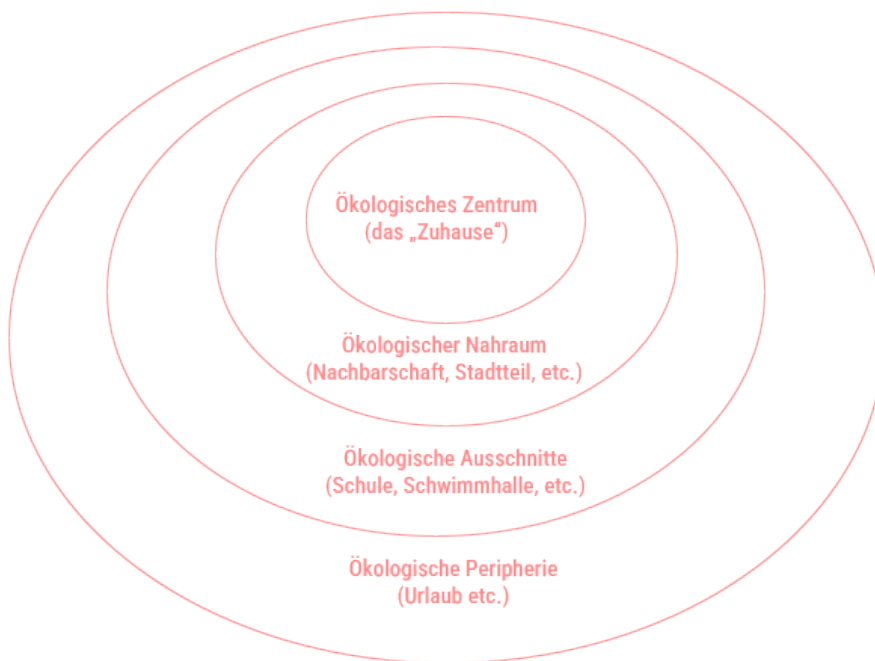 Ökologisches Zentrum
(das „Zuhause“)
Ökologischer Nahraum
(Nachbarschaft, Stadtteil, etc.)
Ökologische Ausschnitte
(Schule, Schwimmhalle, etc.)
Ökologische Peripherie
(Urlaub etc.)